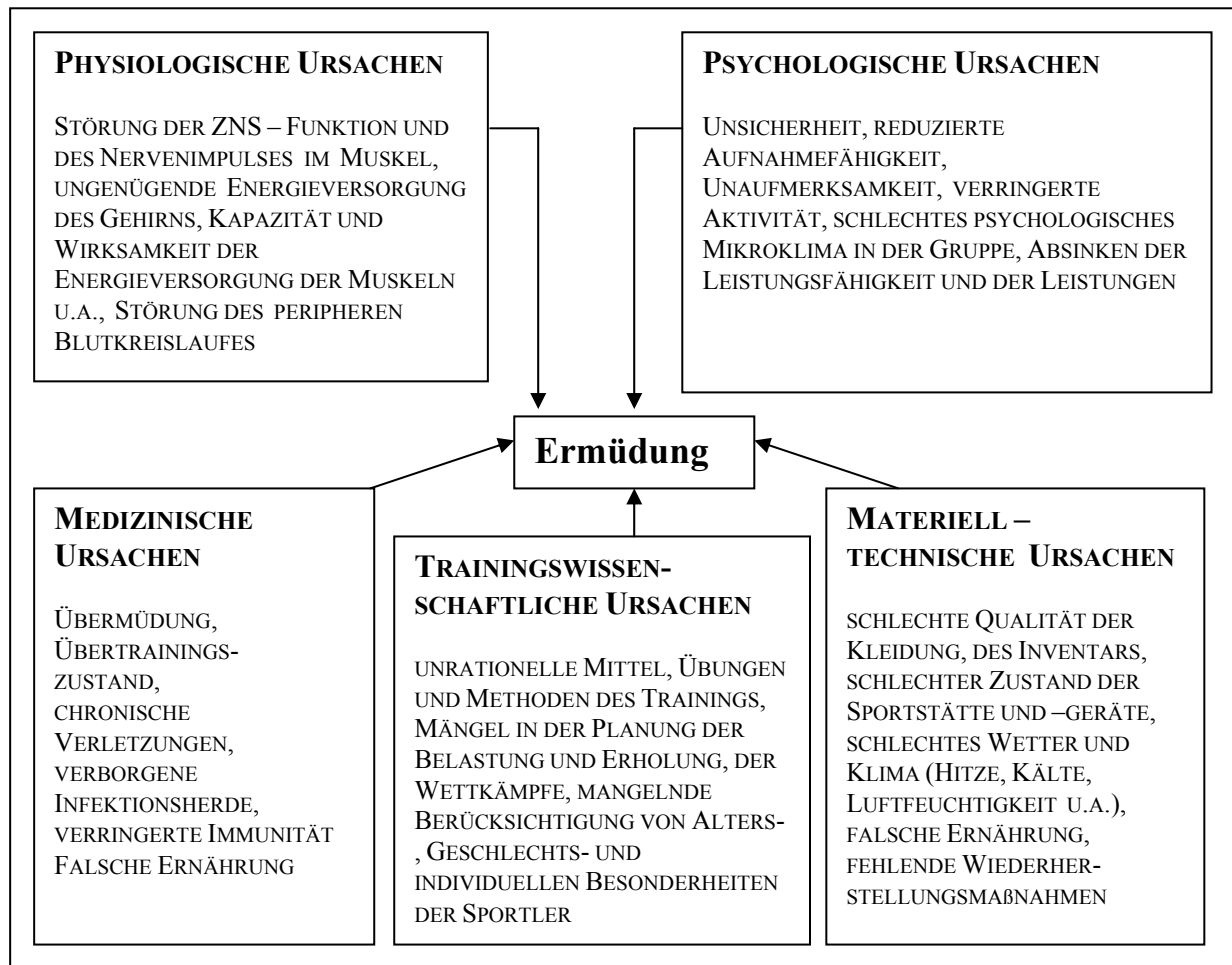 PHYSIOLOGISCHE URSACHEN
STÖRUNG DER ZNS – FUNKTION UND
DES NERVENIMPULSES IM MUSKEL,
UNGENÜGENDE ENERGIEVERSORGUNG
DES GEHIRNS, KAPAZITÄT UND
WIRKSAMKEIT DER
ENERGIEVERSORGUNG DER MUSKELN
U.A., STÖRUNG DES PERIPHEREN
BLUTKREISLAUFES
PSYCHOLOGISCHE URSACHEN
UNSICHERHEIT, REDUZIERTE
AUFNAHMEFÄHIGKEIT,
UNAUFMERKSAMKEIT, VERRINGERTE
AKTIVITÄT, SCHLECHTES PSYCHOLOGISCHES
MIKROKLIMA IN DER GRUPPE, ABSINKEN DER
LEISTUNGSFÄHIGKEIT UND DER LEISTUNGEN
Ermüdung
MEDIZINISCHE
URSACHEN
ÜBERMÜDUNG,
ÜBERTRAININGS-
ZUSTAND,
CHRONISCHE
VERLETZUNGEN,
VERBORGENE
INFEKTIONSHERDE,
VERRINGERTE IMMUNITÄT
FALSCHE ERNÄHRUNG
TRAININGSWISSEN-
SCHAFTLICHE URSACHEN
UNRATIONELLE MITTEL, ÜBUNGEN
UND METHODEN DES TRAININGS,
MÄNGEL IN DER PLANUNG DER
BELASTUNG UND ERHOLUNG, DER
WETTKÄMPFE, MANGELNDE
BERÜCKSICHTIGUNG VON ALTERS-
, GESCHLECHTS- UND
INDIVIDUELLEN BESONDERHEITEN
DER SPORTLER
MATERIELL –
TECHNISCHE URSACHEN
SCHLECHTE QUALITÄT DER
KLEIDUNG, DES INVENTARS,
SCHLECHTER ZUSTAND DER
SPORTSTÄTTE UND –GERÄTE,
SCHLECHTES WETTER UND
KLIMA (HITZE, KÄLTE,
LUFTFEUCHTIGKEIT U.A.),
FALSCHE ERNÄHRUNG,
FEHLENDE WIEDERHER-
STELLUNGSMAßNAHMEN